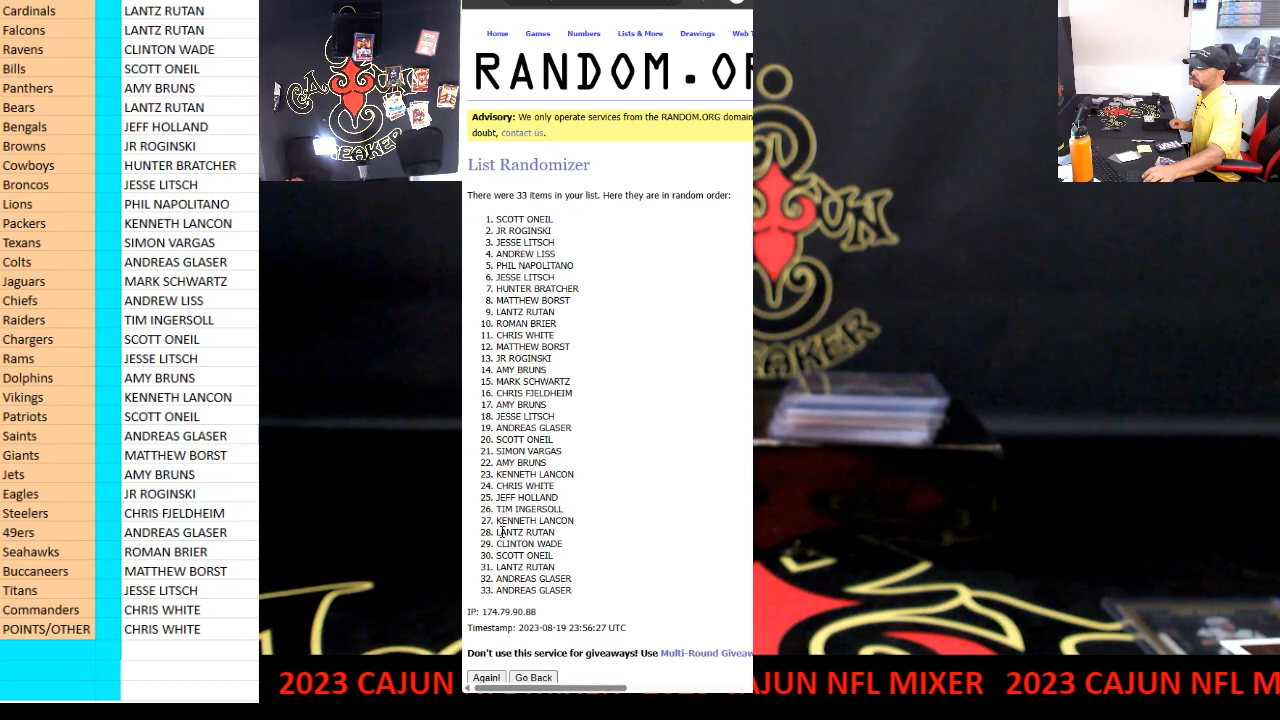 Cardinals LANTZ RUTAN
Falcons LANTZ RUTAN
Ravens CLINTON WADE
Bills SCOTT ONEIL
Panthers AMY BRUNS
Bears LANTZ RUTAN
Bengals JEFF HOLLAND
Browns JR ROGINSKI
Cowboys HUNTER BRATCHER
Broncos JESSE LITSCH
Lions PHIL NAPOLITANO
Packers KENNETH LANCON
Texans SIMON VARGAS
Colts ANDREAS GLASER
Jaguars MARK SCHWARTZ
Chiefs ANDREW LISS
Raiders TIM INGERSOLL
Chargers SCOTT ONEIL
Rams JESSE LITSCH
Dolphins AMY BRUNS
Vikings KENNETH LANCON
Patriots SCOTT ONEIL
Saints ANDREAS GLASER
Giants MATTHEW BORST
Jets AMY BRUNS
Eagles JR ROGINSKI
Steelers CHRIS FJELDHEIM
49ers ANDREAS GLASER
Seahawks ROMAN BRIER
Buccaneers MATTHEW BORST
Titans JESSE LITSCH
Commanders CHRIS WHITE
POINTS/OTHER CHRIS WHITE
Home Games Numbers Lists & More Drawings Web T
RANDOM.OR
Advisory: We only operate services from the RANDOM.ORG domain
doubt, contact us.
List Randomizer
There were 33 items in your list. Here they are in random order:
1. SCOTT ONEIL
2. JR ROGINSKI
3. JESSE LITSCH
4. ANDREW LISS
5. PHIL NAPOLITANO
6. JESSE LITSCH
7. HUNTER BRATCHER
8. MATTHEW BORST
9. LANTZ RUTAN
10. ROMAN BRIER
11. CHRIS WHITE
12. MATTHEW BORST
13. JR ROGINSKI
14. AMY BRUNS
15. MARK SCHWARTZ
16. CHRIS FJELDHEIM
17. AMY BRUNS
18. JESSE LITSCH
19. ANDREAS GLASER
20. SCOTT ONEIL
21. SIMON VARGAS
22. AMY BRUNS
23. KENNETH LANCON
24. CHRIS WHITE
25. JEFF HOLLAND
26. TIM INGERSOLL
27. KENNETH LANCON
28. LANTZ RUTAN
29. CLINTON WADE
30. SCOTT ONEIL
31. LANTZ RUTAN
32. ANDREAS GLASER
33. ANDREAS GLASER
IP: 174.79.90.88
Timestamp: 2023-08-19 23:56:27 UTC
Don't use this service for giveaways! Use Multi-Round Giveaw
Again! Go Back
2023 CAJUN NFL MIXER 2023 CAJUN NFL M